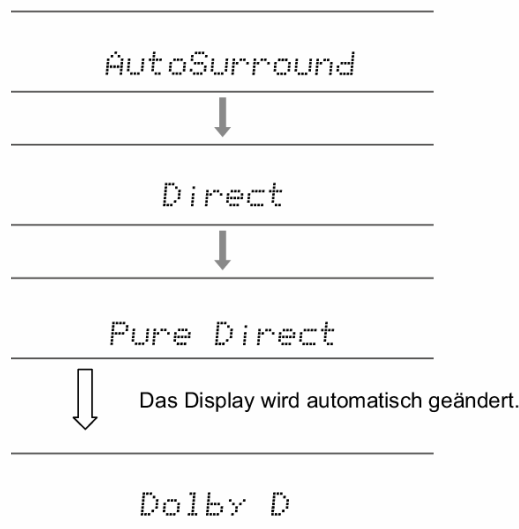 AutoSurround
Direct
Pure Direct
Das Display wird automatisch geändert.
Dolby D